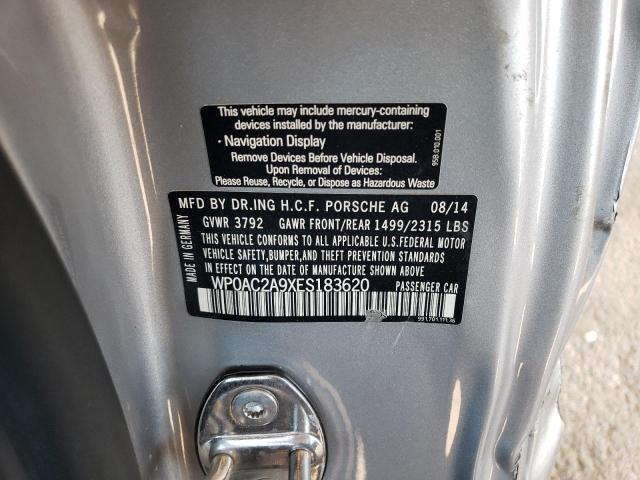 This vehicle may include mercury-containing
devices installed by the manufacturer:
· Navigation Display
Remove Devices Before Vehicle Disposal.
Upon Removal of Devices:
Please Reuse, Recycle, or Dispose as Hazardous Waste
958.010.001
MADE IN GERMANY
MFD BY DR.ING H.C.F. PORSCHE AG 08/14
GVWR 3792 GAWR FRONT/REAR 1499/2315 LBS
THIS VEHICLE CONFORMS TO ALL APPLICABLE U.S.FEDERAL MOTOR
VEHICLE SAFETY,BUMPER,AND THEFT PREVENTION STANDARDS
IN EFFECT ON THE DATE OF MANUFACTURE SHOWN ABOVE.
WP0AC2A9XES183620 PASSENGER CAR